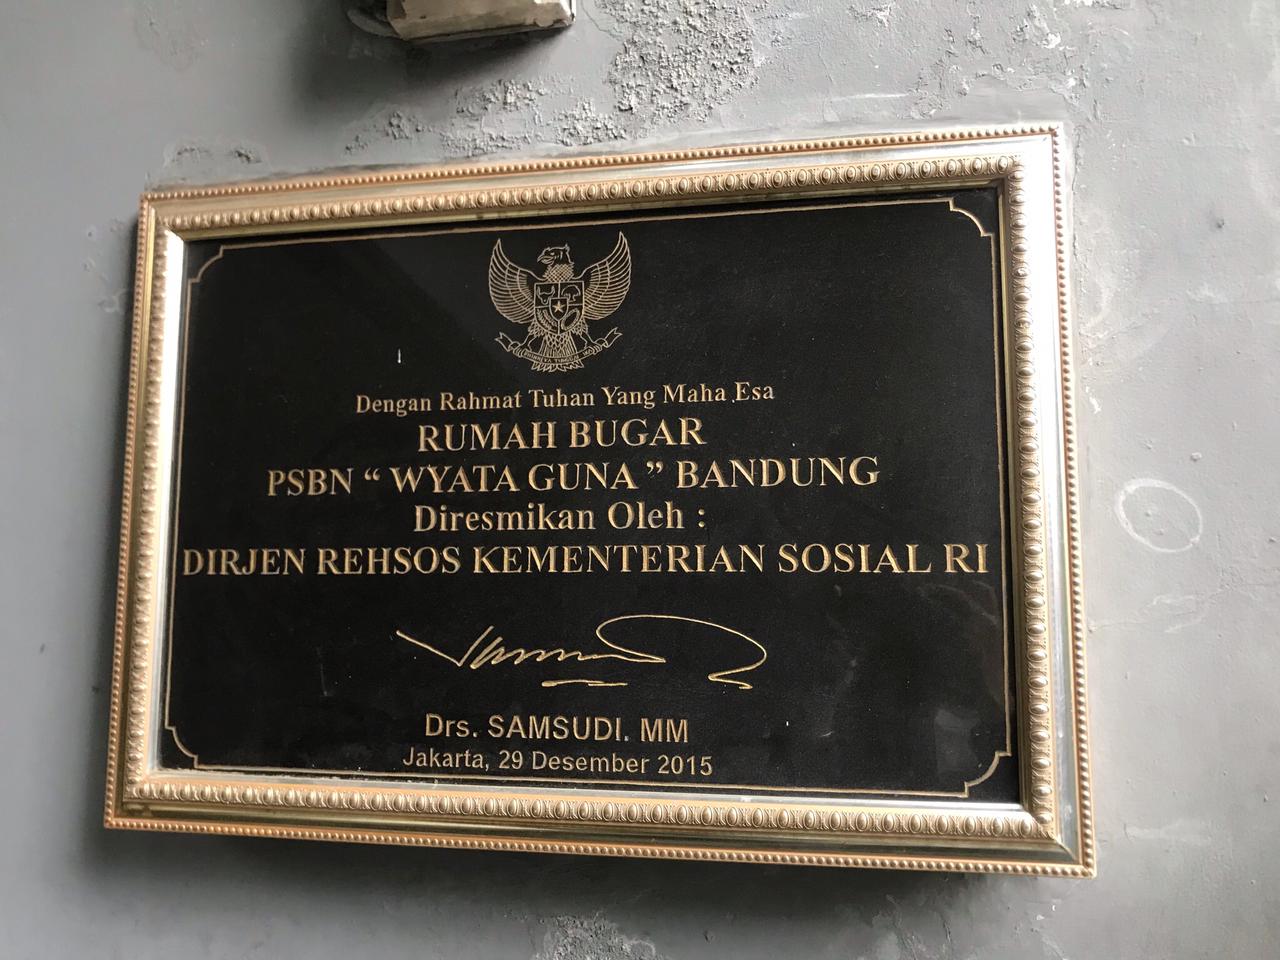 Dengan Rahmat Tuhan Yang Maha Esa
RUMAH BUGAR
PSBN “ WYATA GUNA ” BANDUNG
Diresmikan Oleh :
DIRJEN REHSOS KEMENTERIAN SOSIAL RI
Drs. SAMSUDI. MM
Jakarta, 29 Desember 2015